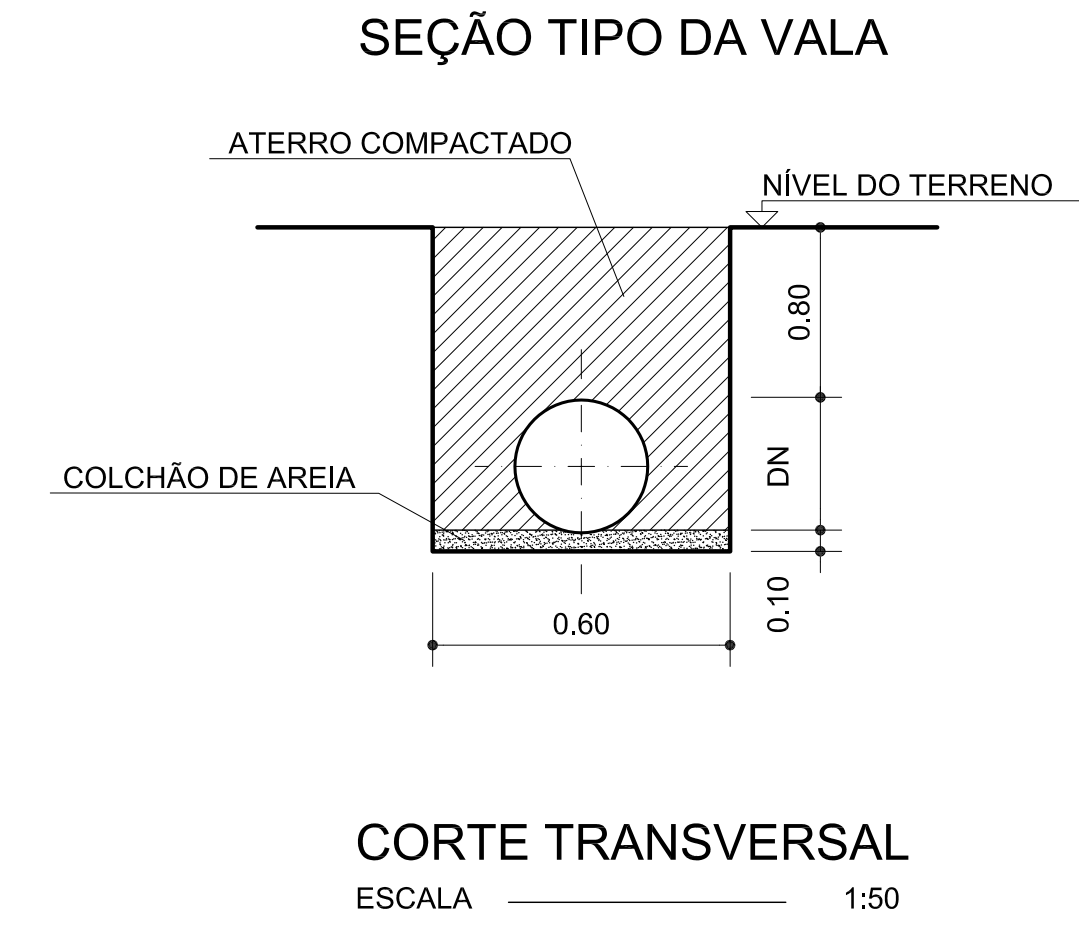 SEÇÃO TIPO DA VALA
ATERRO COMPACTADO
NÍVEL DO TERRENO
0.80
COLCHÃO DE AREIA
DN
0.10
0.60
CORTE TRANSVERSAL
ESCALA 1:50